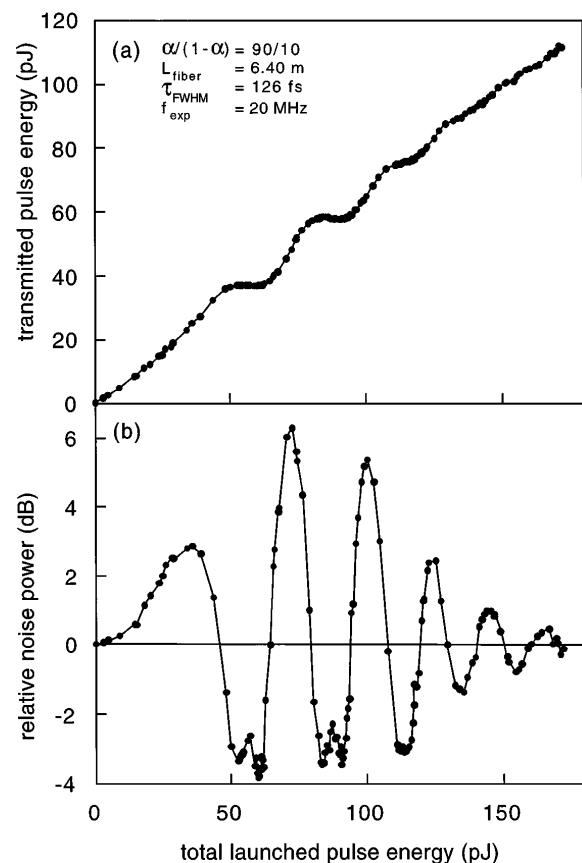 (a)
α/(1-α) = 90/10
L_fiber = 6.40 m
τ_FWHM = 126 fs
f_exp = 20 MHz
transmitted pulse energy (pJ)
120
100
80
60
40
20
0
(b)
relative noise power (dB)
6
4
2
0
-2
-4
0 50 100 150
total launched pulse energy (pJ)